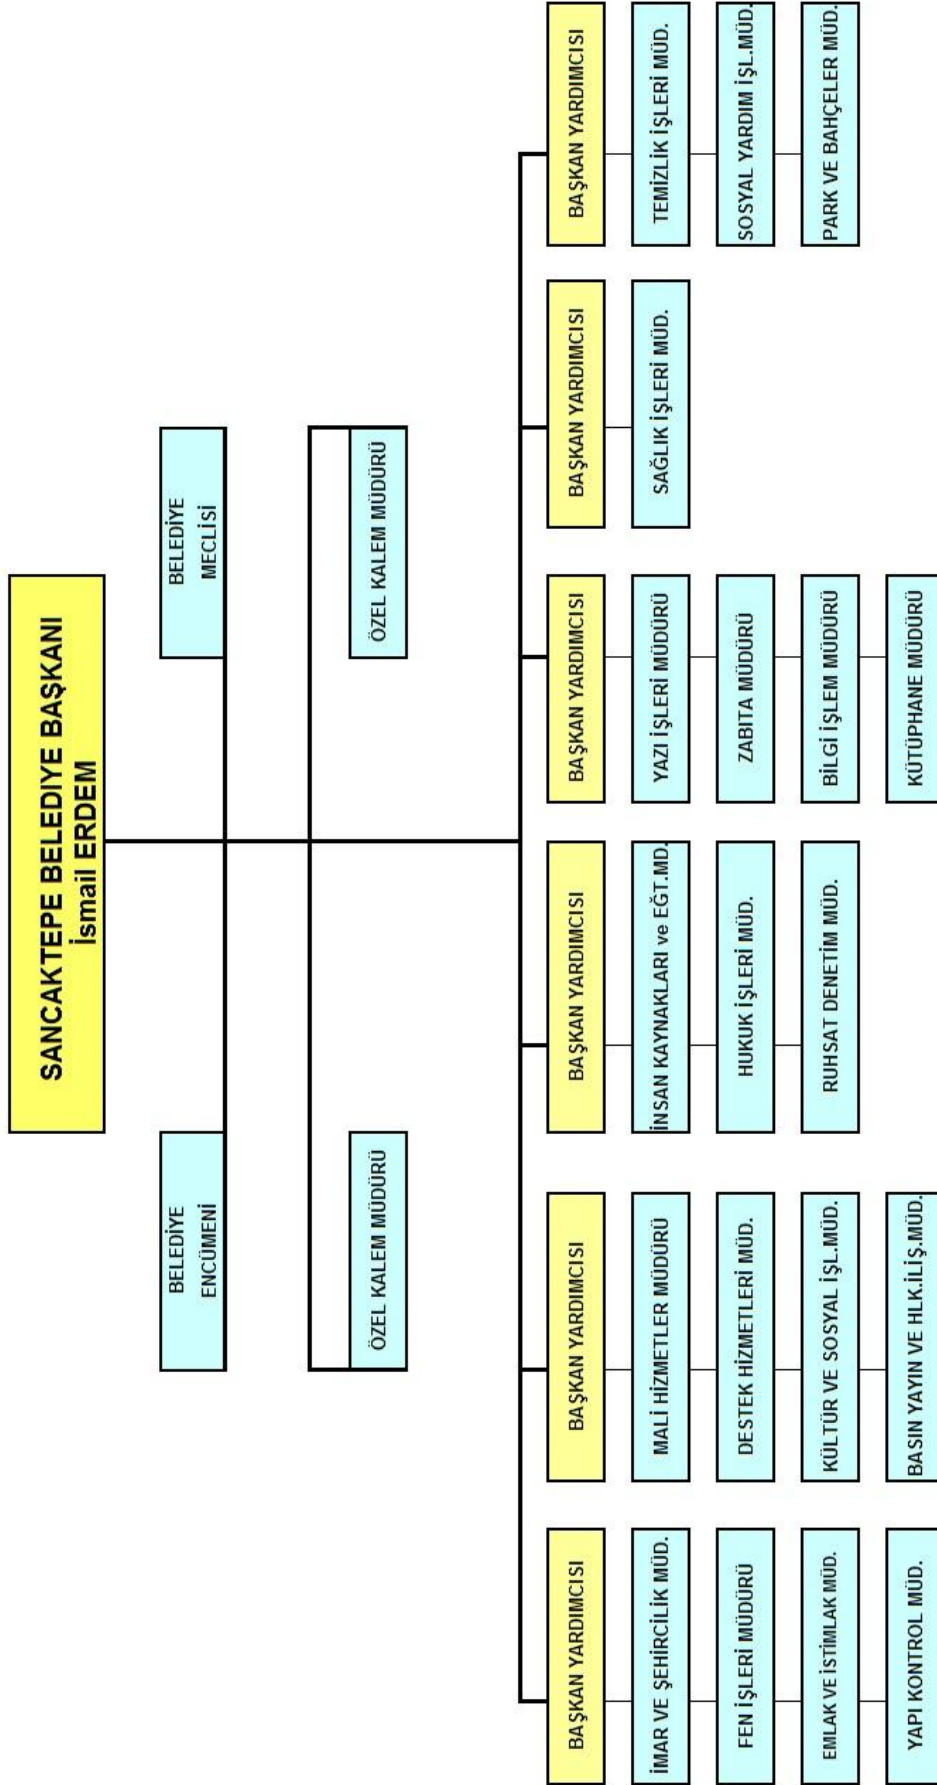 SANCAKTEPE BELEDIYE BAŞKANI
İsmail ERDEM
BELEDİYE
ENCÜMENİ
BELEDİYE
MECLİSİ
ÖZEL KALEM MÜDÜRÜ
ÖZEL KALEM MÜDÜRÜ
BAŞKAN YARDIMCISI
İMAR VE ŞEHİRCİLİK MÜD.
FEN İŞLERİ MÜDÜRÜ
EMLAK VE İSTİMLAK MÜD.
YAPI KONTROL MÜD.
BAŞKAN YARDIMCISI
MALİ HİZMETLER MÜDÜRÜ
DESTEK HİZMETLERİ MÜD.
KÜLTÜR VE SOSYAL İŞL.MÜD.
BASIN YAYIN VE HLK.İLİŞ.MÜD.
BAŞKAN YARDIMCISI
İNSAN KAYNAKLARI ve EĞT.MD.
HUKUK İŞLERİ MÜD.
RUHSAT DENETİM MÜD.
BAŞKAN YARDIMCISI
YAZI İŞLERİ MÜDÜRÜ
ZABITA MÜDÜRÜ
BİLGİ İŞLEM MÜDÜRÜ
KÜTÜPHANE MÜDÜRÜ
BAŞKAN YARDIMCISI
SAĞLIK İŞLERİ MÜD.
BAŞKAN YARDIMCISI
TEMİZLİK İŞLERİ MÜD.
SOSYAL YARDIM İŞL.MÜD.
PARK VE BAHÇELER MÜD.